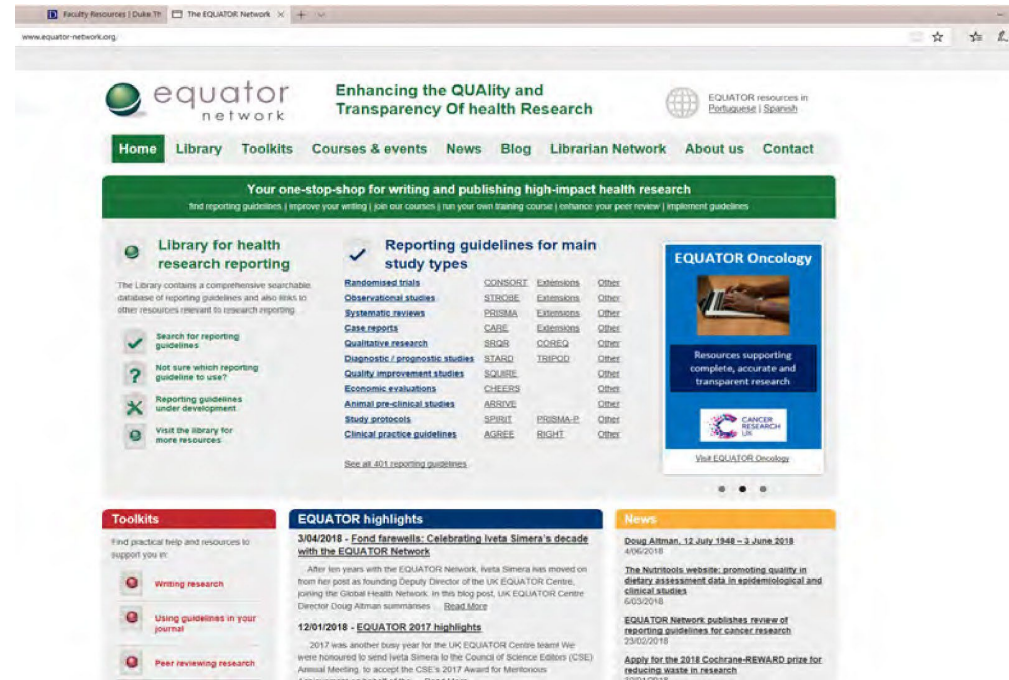 Faculty Resources | Duke Th
The EQUATOR Network
www.equator-network.org/
equator
network
Enhancing the QUAlity and
Transparency Of health Research
EQUATOR resources in
Portuguese | Spanish
Home Library Toolkits Courses & events News Blog Librarian Network About us Contact
Your one-stop-shop for writing and publishing high-impact health research
find reporting guidelines | improve your writing | join our courses | run your own training course | enhance your peer review | implement guidelines
Library for health
research reporting
The Library contains a comprehensive searchable
database of reporting guidelines and also links to
other resources relevant to research reporting.
Search for reporting
guidelines
Not sure which reporting
guideline to use?
Reporting guidelines
under development
Visit the library for
more resources
Reporting guidelines for main
study types
Randomised trials CONSORT Extensions Other
Observational studies STROBE Extensions Other
Systematic reviews PRISMA Extensions Other
Case reports CARE Extensions Other
Qualitative research SRQR COREQ Other
Diagnostic / prognostic studies STARD TRIPOD Other
Quality improvement studies SQUIRE Other
Economic evaluations CHEERS Other
Animal pre-clinical studies ARRIVE Other
Study protocols SPIRIT PRISMA-P Other
Clinical practice guidelines AGREE RIGHT Other
See all 401 reporting guidelines
EQUATOR Oncology
Resources supporting
complete, accurate and
transparent research
CANCER
RESEARCH
UK
Visit EQUATOR Oncology
Toolkits
Find practical help and resources to
support you in:
Writing research
Using guidelines in your
journal
Peer reviewing research
EQUATOR highlights
3/04/2018 - Fond farewells: Celebrating Iveta Simera's decade
with the EQUATOR Network
After ten years with the EQUATOR Network, Iveta Simera has moved on
from her post as founding Deputy Director of the UK EQUATOR Centre,
joining the Global Health Network. In this blog post, UK EQUATOR Centre
Director Doug Altman summarises ... Read More
12/01/2018 - EQUATOR 2017 highlights
2017 was another busy year for the UK EQUATOR Centre team! We
were honoured to send Iveta Simera to the Council of Science Editors (CSE)
Annual Meeting, to accept the CSE's 2017 Award for Meritorious
News
Doug Altman, 12 July 1948 – 3 June 2018
4/06/2018
The Nutritools website: promoting quality in
dietary assessment data in epidemiological and
clinical studies
6/03/2018
EQUATOR Network publishes review of
reporting guidelines for cancer research
23/02/2018
Apply for the 2018 Cochrane-REWARD prize for
reducing waste in research